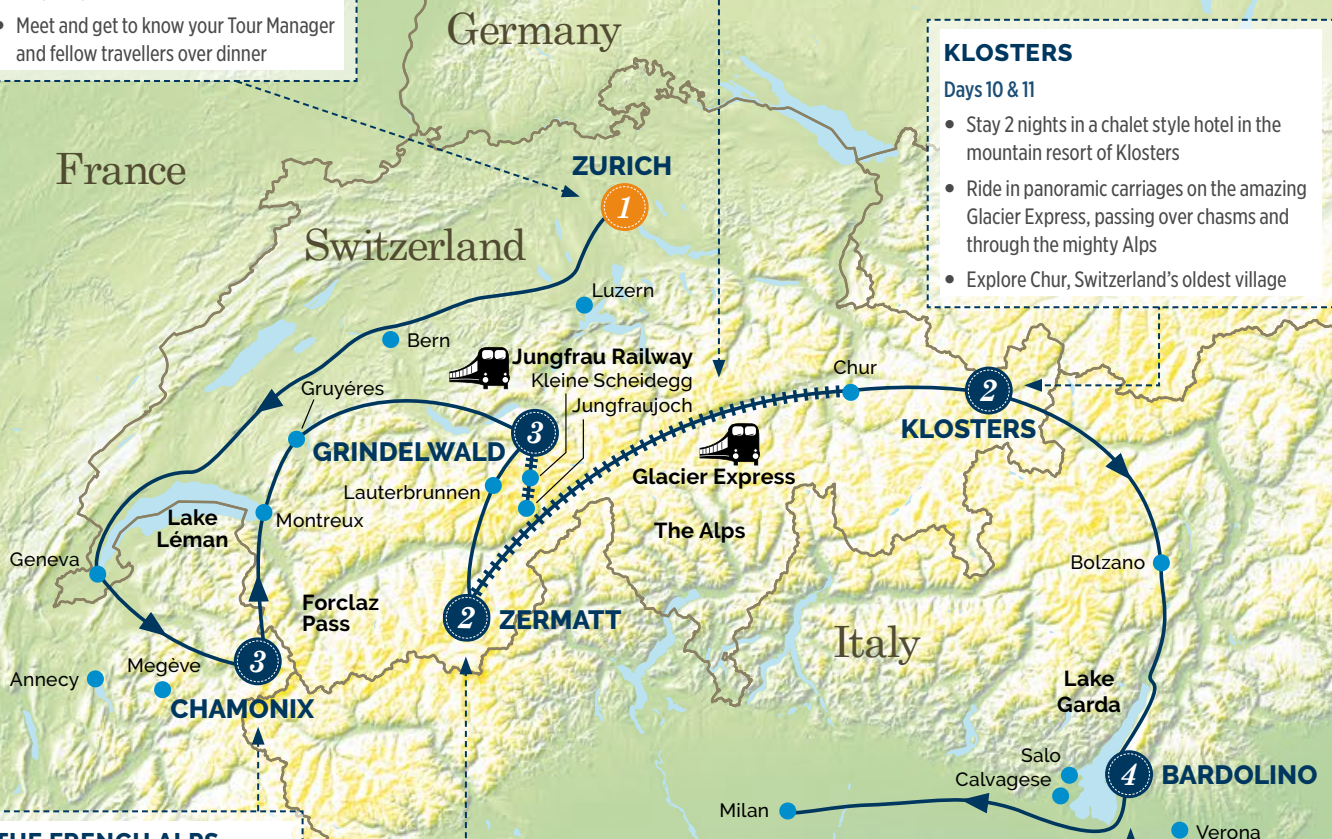 • Meet and get to know your Tour Manager
and fellow travellers over dinner
Germany
KLOSTERS
Days 10 & 11
• Stay 2 nights in a chalet style hotel in the
mountain resort of Klosters
• Ride in panoramic carriages on the amazing
Glacier Express, passing over chasms and
through the mighty Alps
• Explore Chur, Switzerland's oldest village
France
ZURICH
1
Switzerland
Luzern
Bern
Jungfrau Railway
Kleine Scheidegg
Jungfraujoch
Chur
Gruyéres
2
KLOSTERS
3
GRINDELWALD
Glacier Express
Lauterbrunnen
Lake
Léman
Montreux
The Alps
Geneva
Bolzano
Forclaz
Pass
2
ZERMATT
Italy
Megève
3
Annecy
CHAMONIX
Lake
Garda
Salo
Calvagese
4
BARDOLINO
Milan
Verona
THE FRENCH ALPS